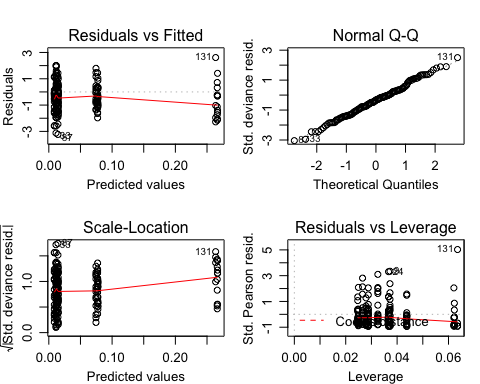 Residuals vs Fitted
Residuals
3
1
-1
-3
131
0.00
0.10
0.20
Predicted values
Normal Q-Q
Std. deviance resid.
3
1
-1
-3
131
-2
-1
0
1
2
Theoretical Quantiles
Scale-Location
√|Std. deviance resid.|
1.0
0.0
131
0.00
0.10
0.20
Predicted values
Residuals vs Leverage
Std. Pearson resid.
5
3
1
-1
131
0.00
0.02
0.04
0.06
Leverage